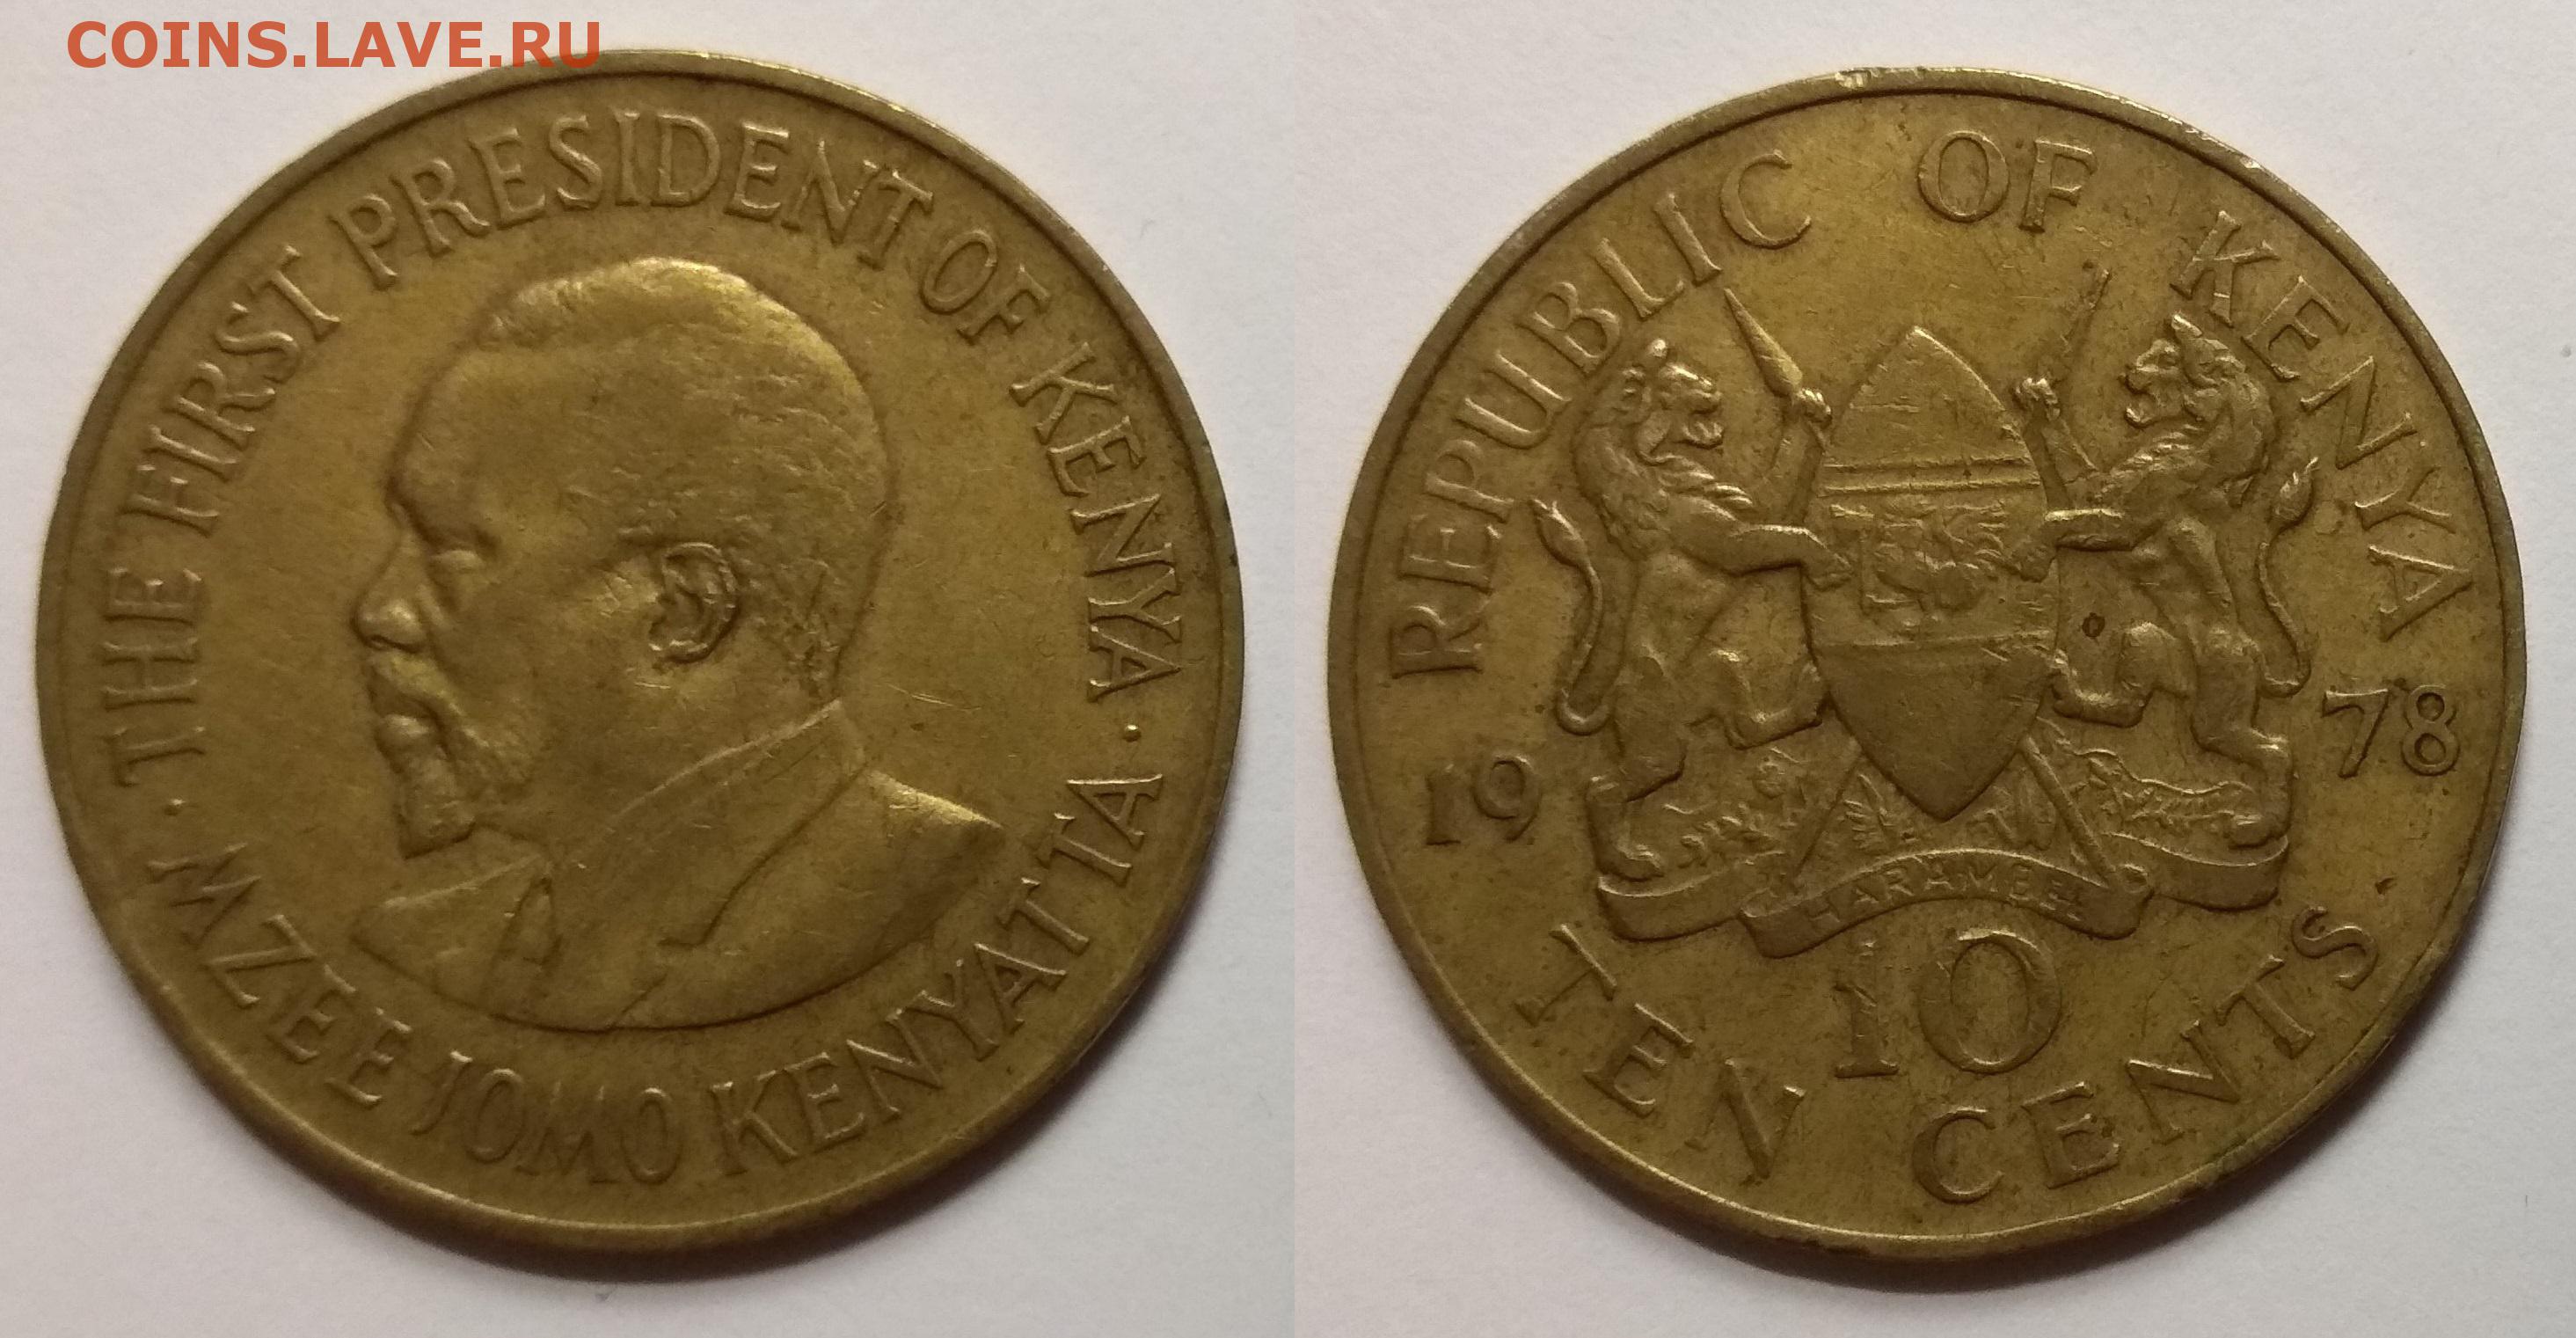 COINS.LAVE.RU
THE FIRST PRESIDENT OF KENYA
· MZEE JOMO KENYATTA ·
REPUBLIC OF KENYA
19 78
HARAMBEE
10
TEN CENTS